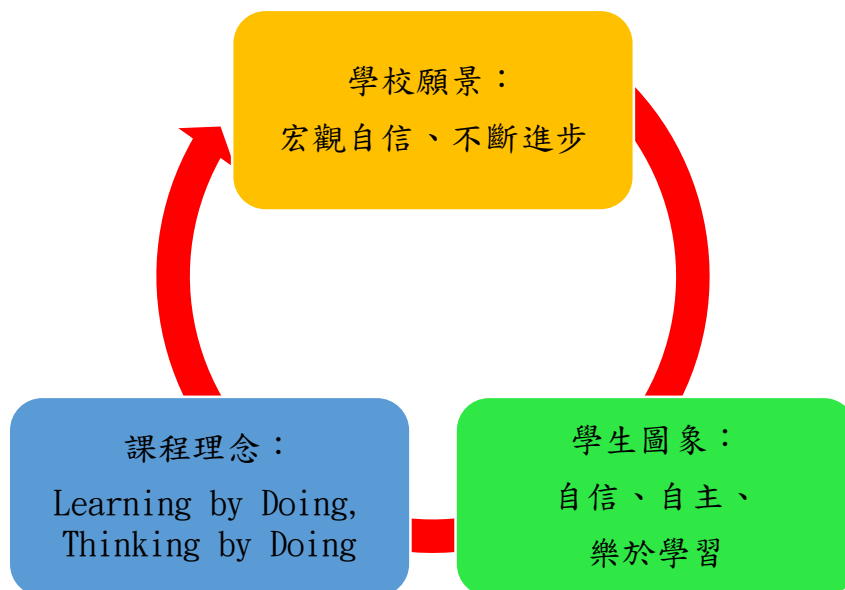 學校願景：
宏觀自信、不斷進步
課程理念：
Learning by Doing,
Thinking by Doing
學生圖象：
自信、自主、
樂於學習